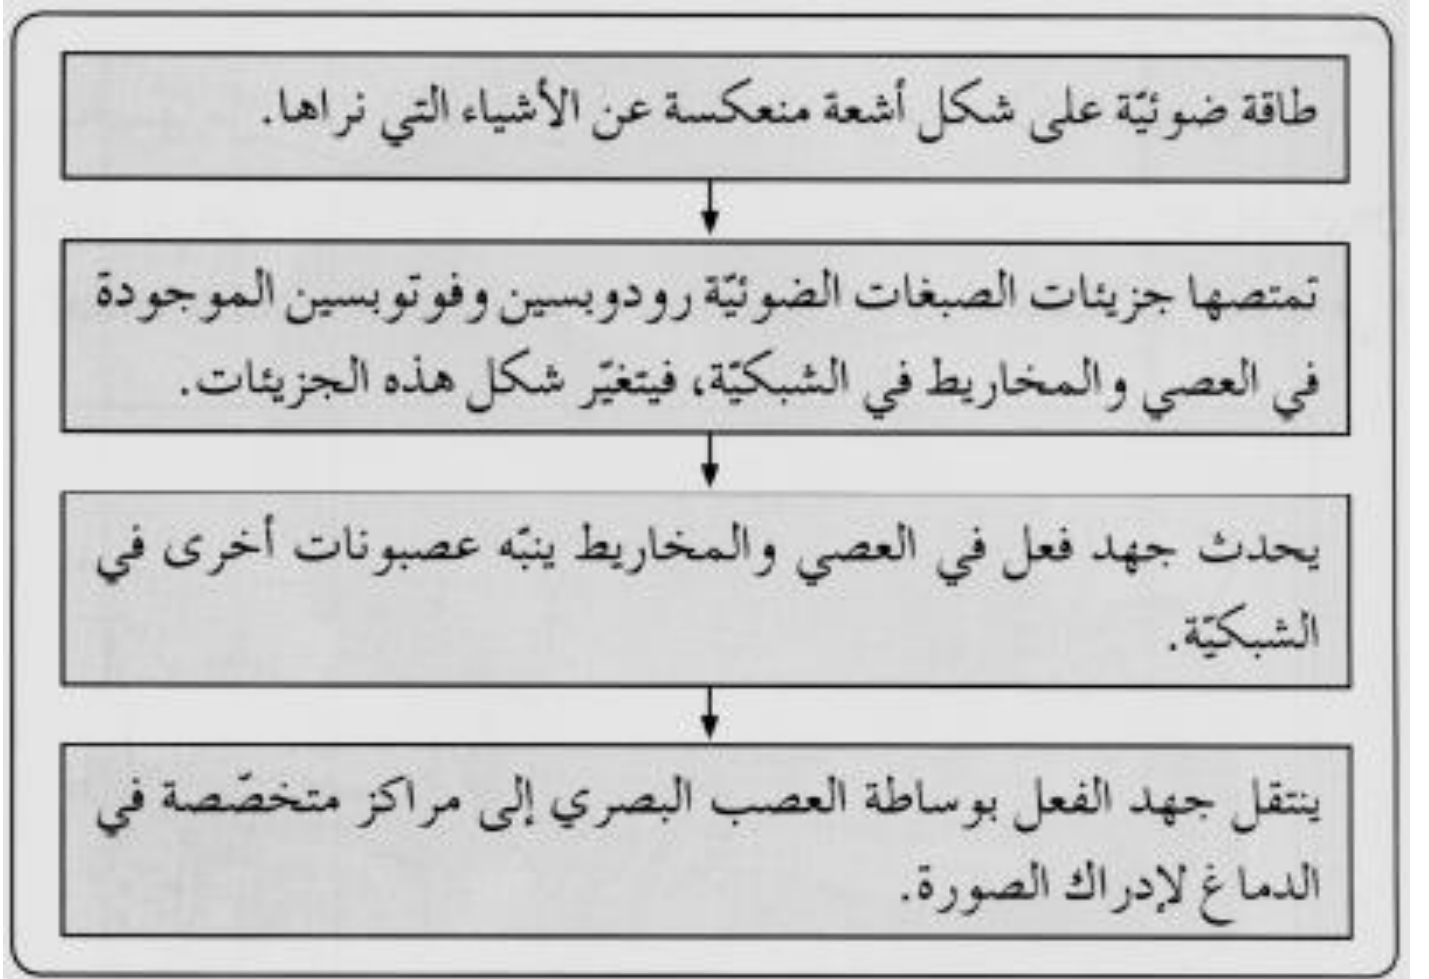 طاقة ضوئيّة على شكل أشعة منعكسة عن الأشياء التي نراها.
تمتصها جزيئات الصبغات الضوئيّة رودوبسين وفوتوبسين الموجودة
في العصي والمخاريط في الشبكيّة، فيتغيّر شكل هذه الجزيئات.
يحدث جهد فعل في العصي والمخاريط ينبّه عصبونات أخرى في
الشبكيّة.
ينتقل جهد الفعل بوساطة العصب البصري إلى مراكز متخصّصة في
الدماغ لإدراك الصورة.